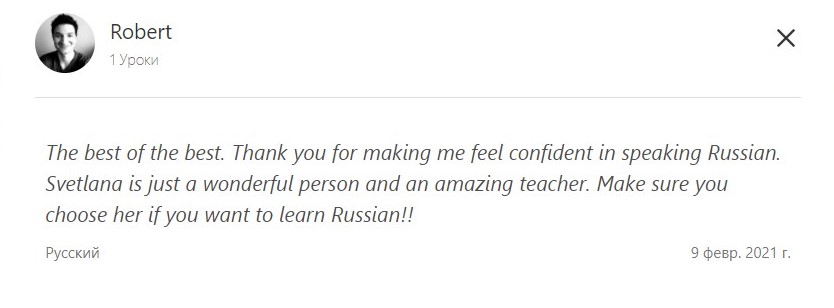 Robert
1 Уроки
The best of the best. Thank you for making me feel confident in speaking Russian.
Svetlana is just a wonderful person and an amazing teacher. Make sure you
choose her if you want to learn Russian!!
Русский
9 февр. 2021 г.